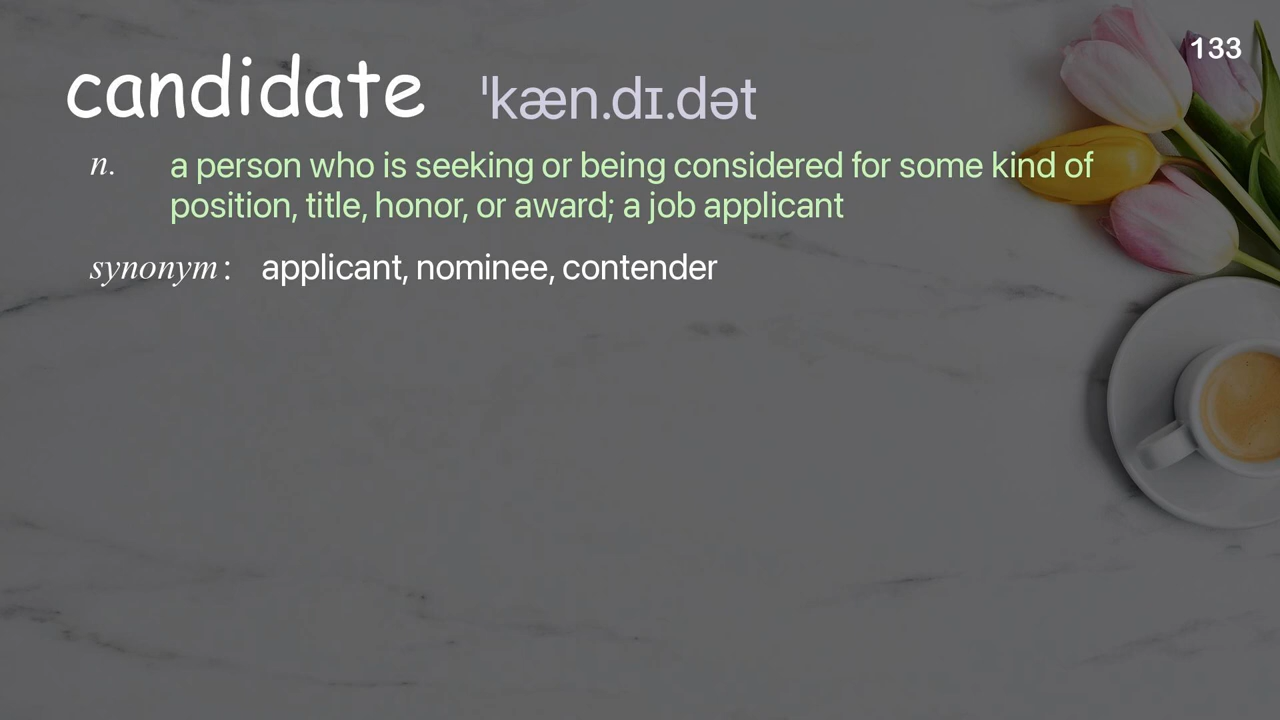 133
candidate ˈkæn.dɪ.dət
n. a person who is seeking or being considered for some kind of
position, title, honor, or award; a job applicant
synonym: applicant, nominee, contender